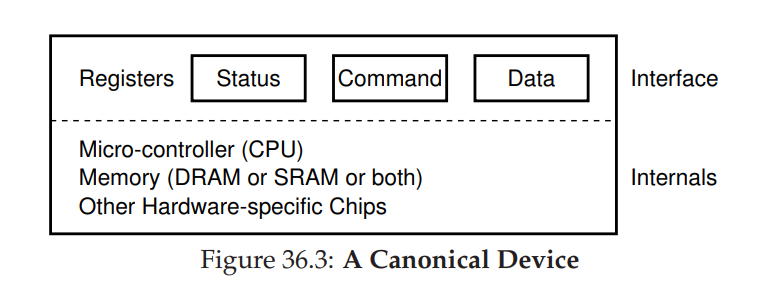 Registers Status Command Data Interface
Micro-controller (CPU)
Memory (DRAM or SRAM or both) Internals
Other Hardware-specific Chips
Figure 36.3: A Canonical Device